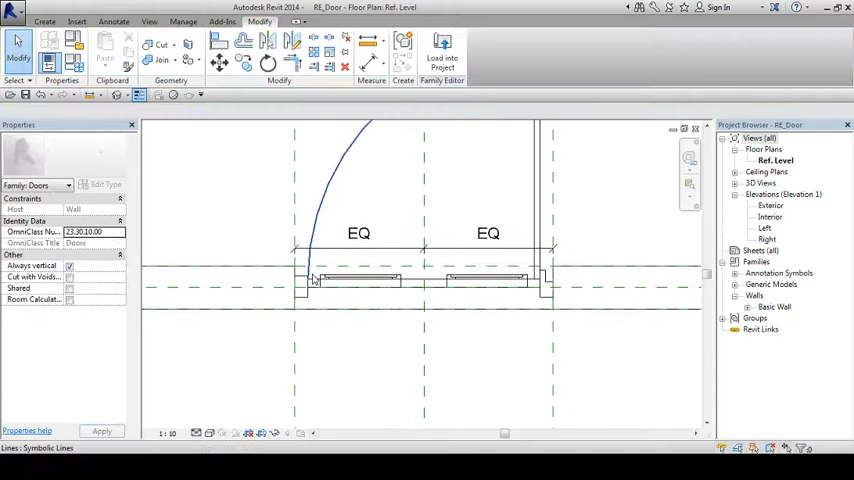 Autodesk Revit 2014 - RE_Door - Floor Plan: Ref. Level
Sign In
Create Insert Annotate View Manage Add-Ins Modify
Modify
Paste
Cut
Join
Load into
Project
Select Properties Clipboard Geometry Modify Measure Create Family Editor
Properties
Family: Doors
Edit Type
Constraints
Host Wall
Identity Data
OmniClass Nu... 23.30.10.00
OmniClass Title Doors
Other
Always vertical
Cut with Voids...
Shared
Room Calculat...
Properties help
Apply
EQ EQ
1 : 10
Project Browser - RE_Door
Views (all)
Floor Plans
Ref. Level
Ceiling Plans
3D Views
Elevations (Elevation 1)
Exterior
Interior
Left
Right
Sheets (all)
Families
Annotation Symbols
Generic Models
Walls
Basic Wall
Groups
Revit Links
Lines : Symbolic Lines
:0